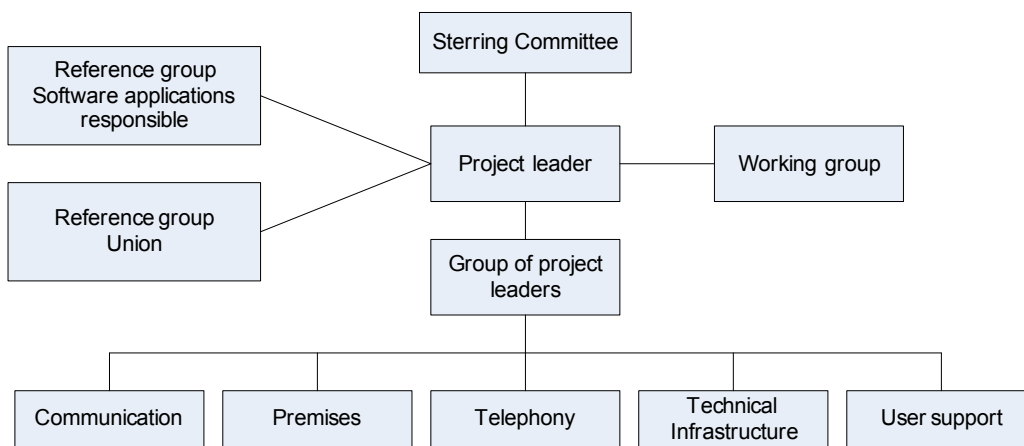 Sterring Committee
Reference group
Software applications
responsible
Project leader
Working group
Reference group
Union
Group of project
leaders
Communication
Premises
Telephony
Technical
Infrastructure
User support